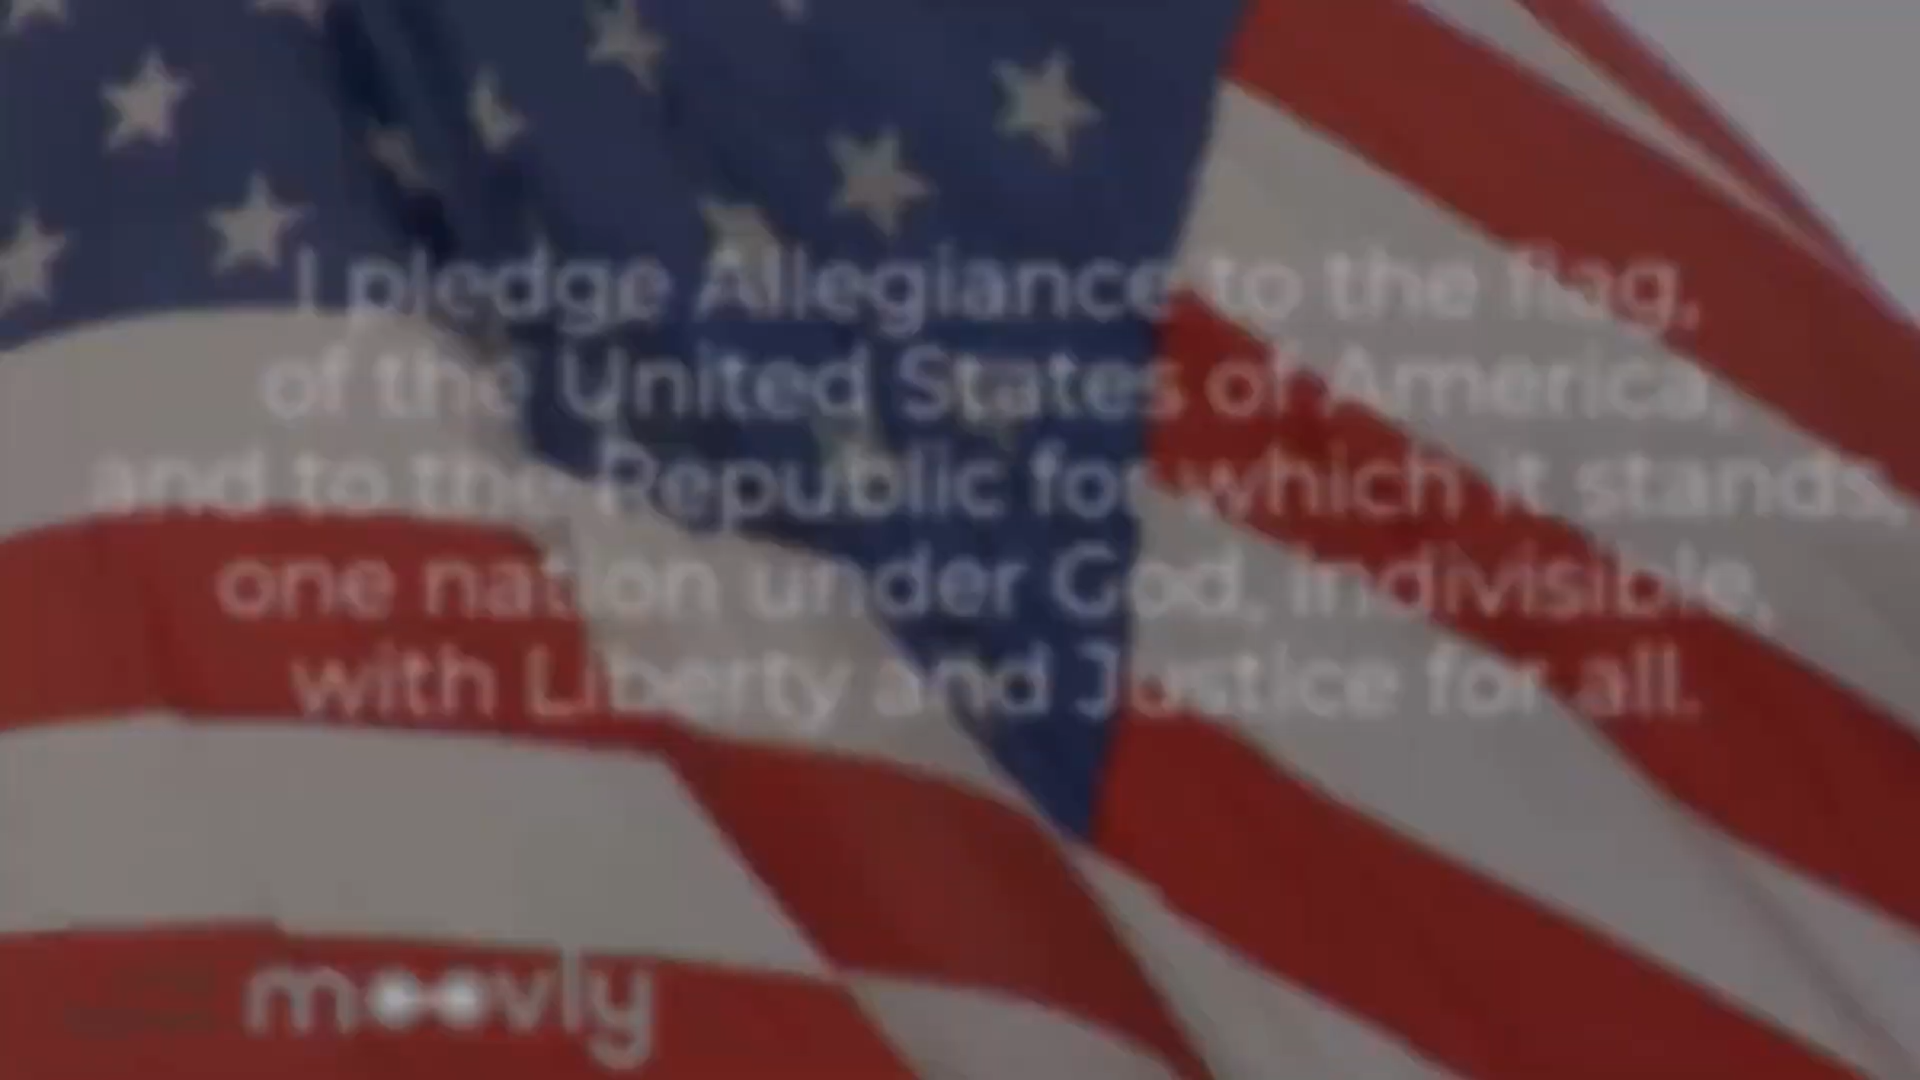 I pledge Allegiance to the flag,
of the United States of America,
and to the Republic for which it stands,
one nation under God, indivisible,
with Liberty and Justice for all.
moovly